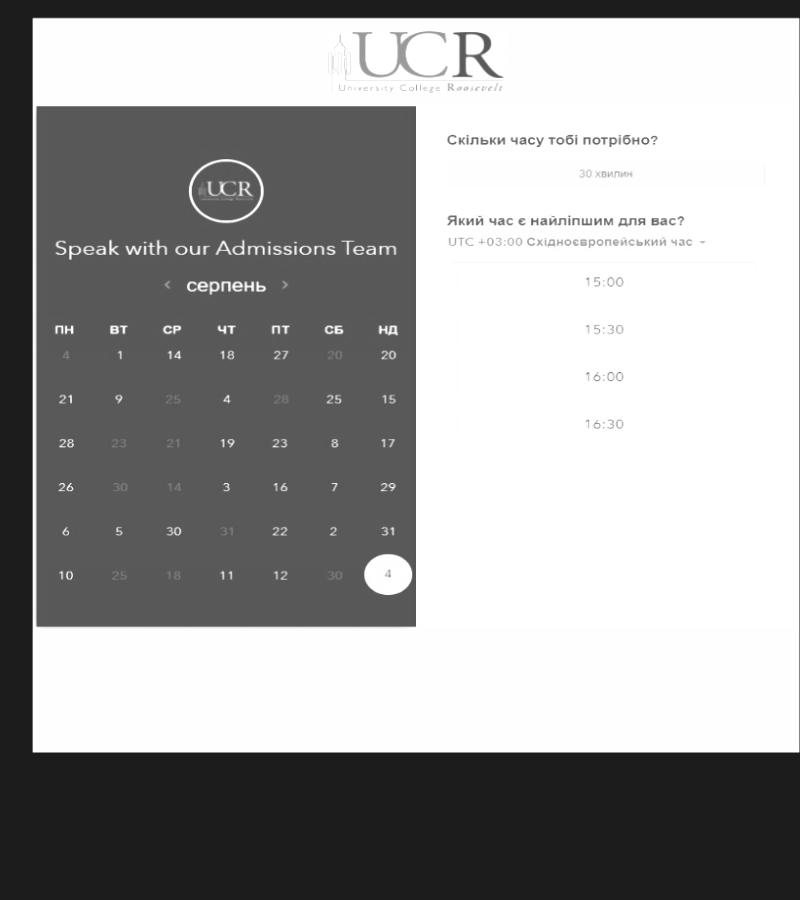 UCR
University College Roosevelt
UCR
Speak with our Admissions Team
‹ серпень ›
ПН ВТ СР ЧТ ПТ СБ НД
4 1 14 18 27 20 20
21 9 25 4 28 25 15
28 23 21 19 23 8 17
26 30 14 3 16 7 29
6 5 30 31 22 2 31
10 25 18 11 12 30 4
Скільки часу тобі потрібно?
30 хвилин
Який час є найліпшим для вас?
UTC +03:00 Східноєвропейський час
15:00
15:30
16:00
16:30